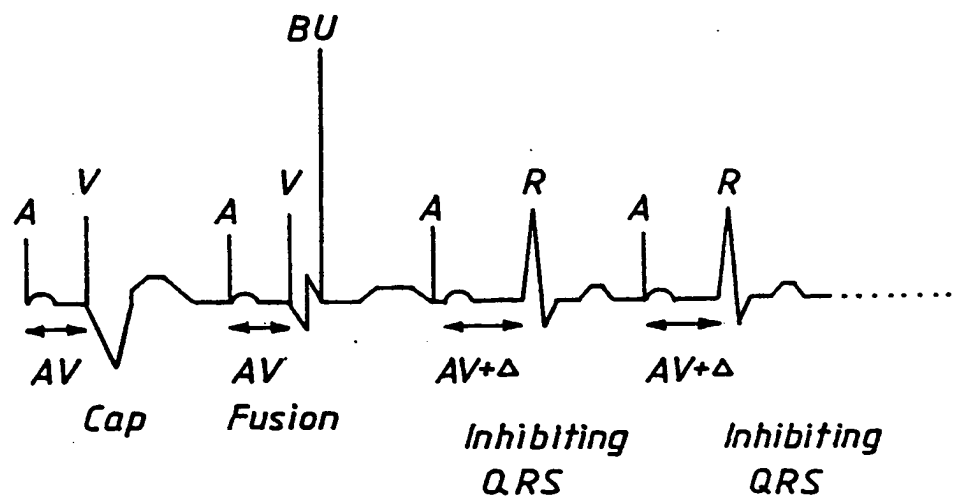 BU
A V A V A R A R
AV AV AV+Δ AV+Δ
Cap Fusion Inhibiting QRS Inhibiting QRS